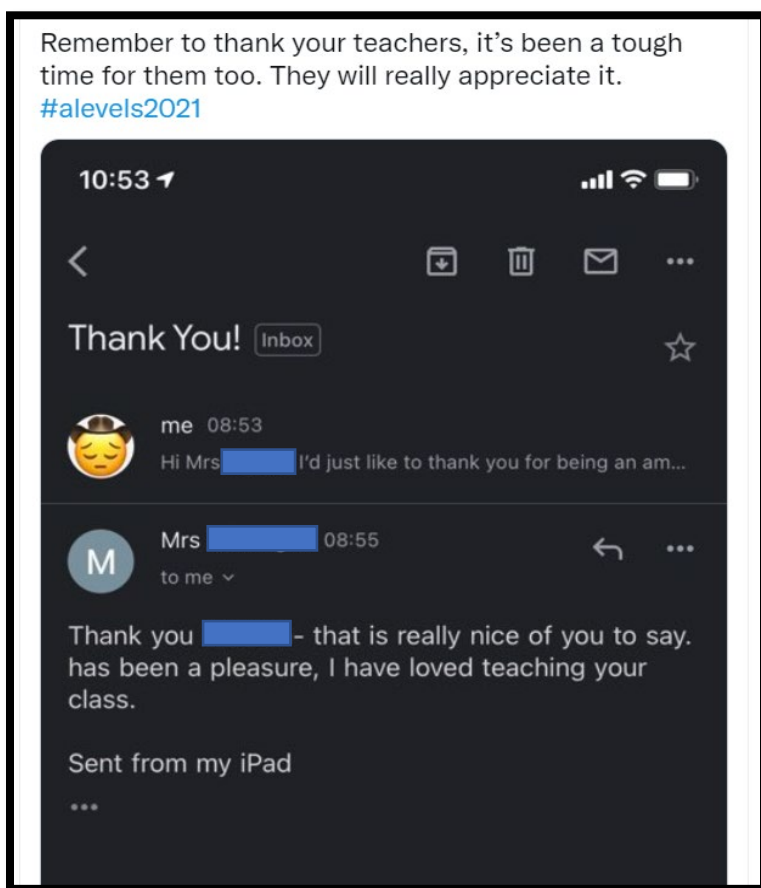 Remember to thank your teachers, it's been a tough
time for them too. They will really appreciate it.
#alevels2021
10:53
Thank You! Inbox
me 08:53
Hi Mrs I'd just like to thank you for being an am...
Mrs 08:55
M
to me
Thank you - that is really nice of you to say.
has been a pleasure, I have loved teaching your
class.
Sent from my iPad